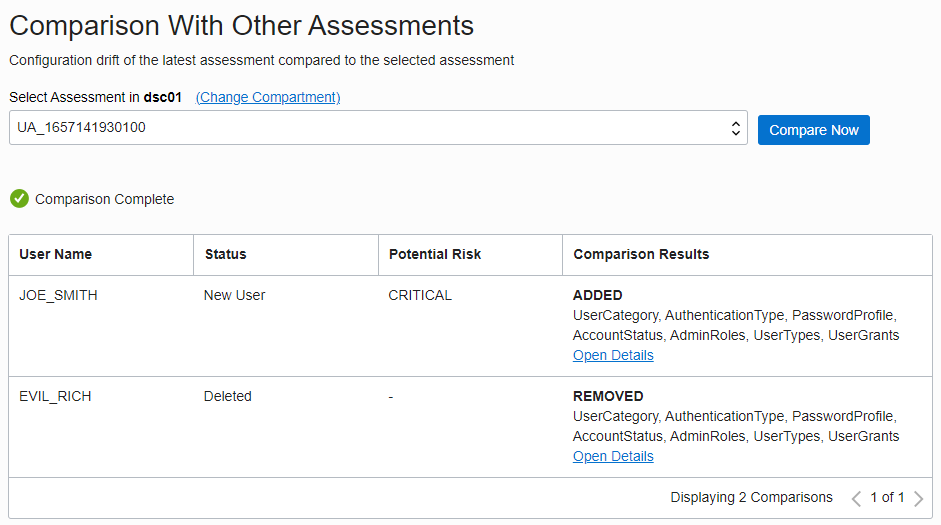 Comparison With Other Assessments
Configuration drift of the latest assessment compared to the selected assessment
Select Assessment in dsc01 (Change Compartment)
UA_1657141930100
Compare Now
Comparison Complete
User Name Status Potential Risk Comparison Results
JOE_SMITH New User CRITICAL ADDED
UserCategory, AuthenticationType, PasswordProfile,
AccountStatus, AdminRoles, UserTypes, UserGrants
Open Details
EVIL_RICH Deleted - REMOVED
UserCategory, AuthenticationType, PasswordProfile,
AccountStatus, AdminRoles, UserTypes, UserGrants
Open Details
Displaying 2 Comparisons 1 of 1